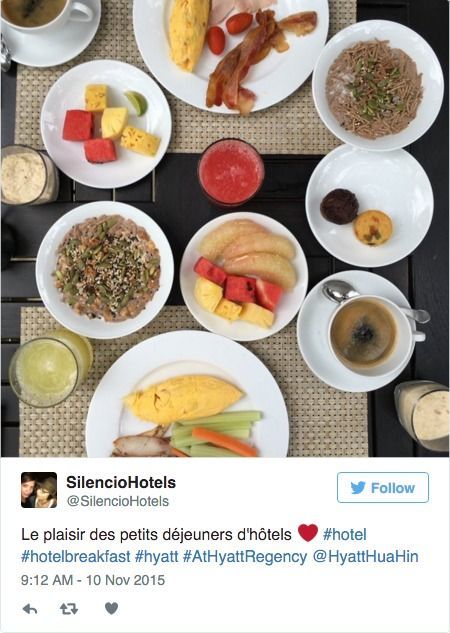 SilencioHotels
@SilencioHotels
Follow
Le plaisir des petits déjeuners d'hôtels ❤ #hotel
#hotelbreakfast #hyatt #AtHyattRegency @HyattHuaHin
9:12 AM - 10 Nov 2015